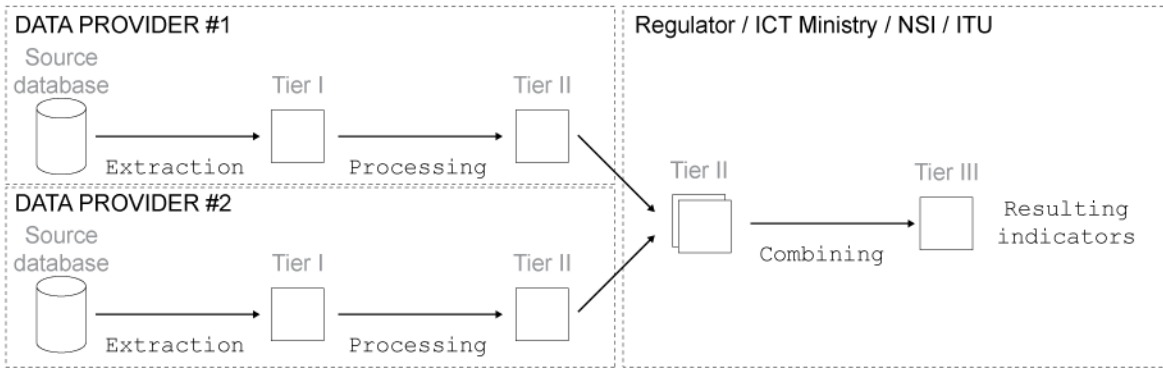 DATA PROVIDER #1
Source
database
Tier I
Tier II
Extraction
Processing
DATA PROVIDER #2
Source
database
Tier I
Tier II
Extraction
Processing
Regulator / ICT Ministry / NSI / ITU
Tier II
Tier III
Combining
Resulting
indicators